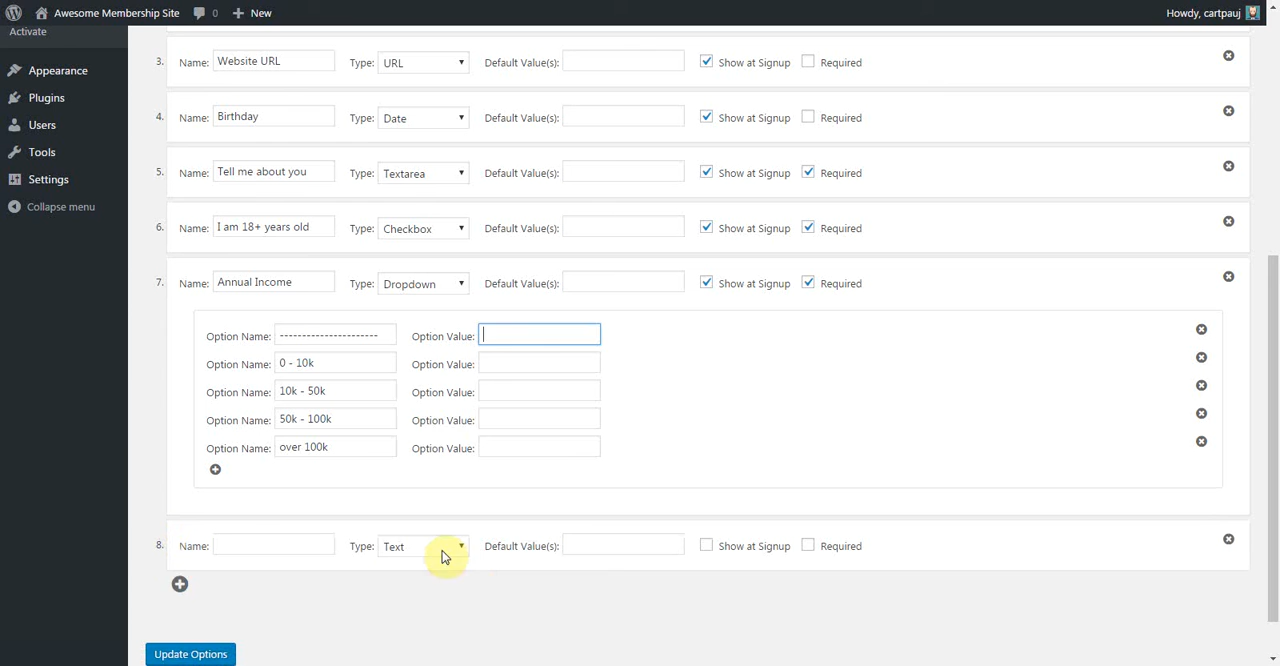 Awesome Membership Site 0 New Howdy, cartpauj
Activate
Appearance
Plugins
Users
Tools
Settings
Collapse menu
3. Name: Website URL Type: URL Default Value(s): Show at Signup Required
4. Name: Birthday Type: Date Default Value(s): Show at Signup Required
5. Name: Tell me about you Type: Textarea Default Value(s): Show at Signup Required
6. Name: I am 18+ years old Type: Checkbox Default Value(s): Show at Signup Required
7. Name: Annual Income Type: Dropdown Default Value(s): Show at Signup Required
Option Name: ---------------------- Option Value:
Option Name: 0 - 10k Option Value:
Option Name: 10k - 50k Option Value:
Option Name: 50k - 100k Option Value:
Option Name: over 100k Option Value:
8. Name: Type: Text Default Value(s): Show at Signup Required
Update Options